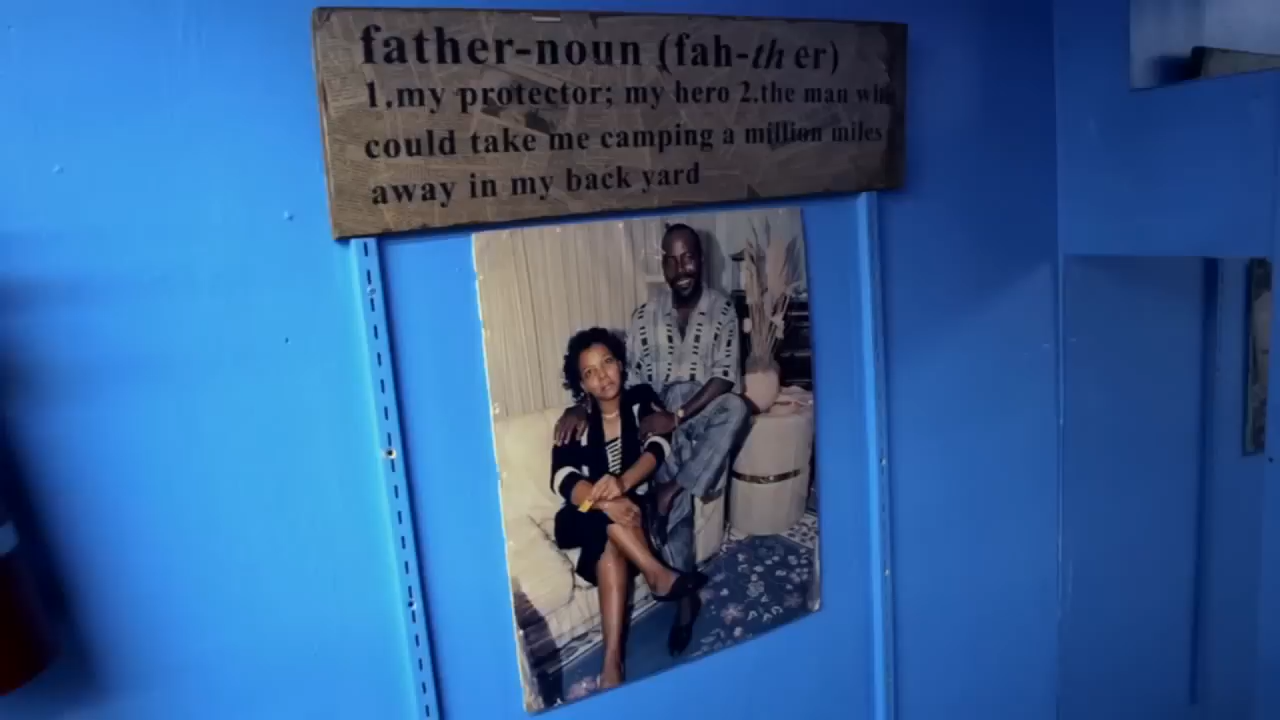 father-noun (fah-th er)
1.my protector; my hero 2.the man who
could take me camping a million miles
away in my back yard